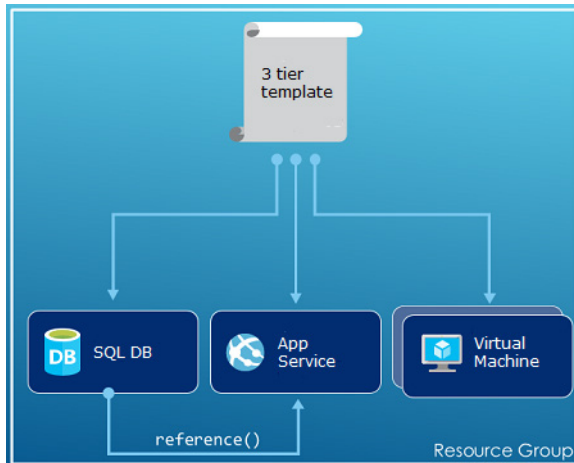 3 tier
template
DB
SQL DB
App
Service
Virtual
Machine
reference()
Resource Group